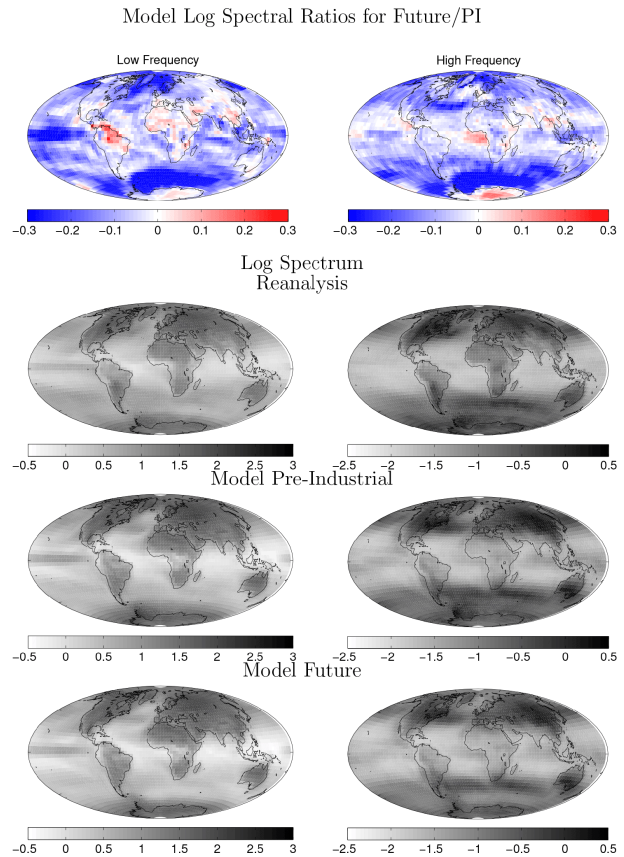 Model Log Spectral Ratios for Future/PI
Low Frequency
High Frequency
−0.3 −0.2 −0.1 0 0.1 0.2 0.3
−0.3 −0.2 −0.1 0 0.1 0.2 0.3
Log Spectrum
Reanalysis
−0.5 0 0.5 1 1.5 2 2.5 3
−2.5 −2 −1.5 −1 −0.5 0 0.5
Model Pre-Industrial
−0.5 0 0.5 1 1.5 2 2.5 3
−2.5 −2 −1.5 −1 −0.5 0 0.5
Model Future
−0.5 0 0.5 1 1.5 2 2.5 3
−2.5 −2 −1.5 −1 −0.5 0 0.5